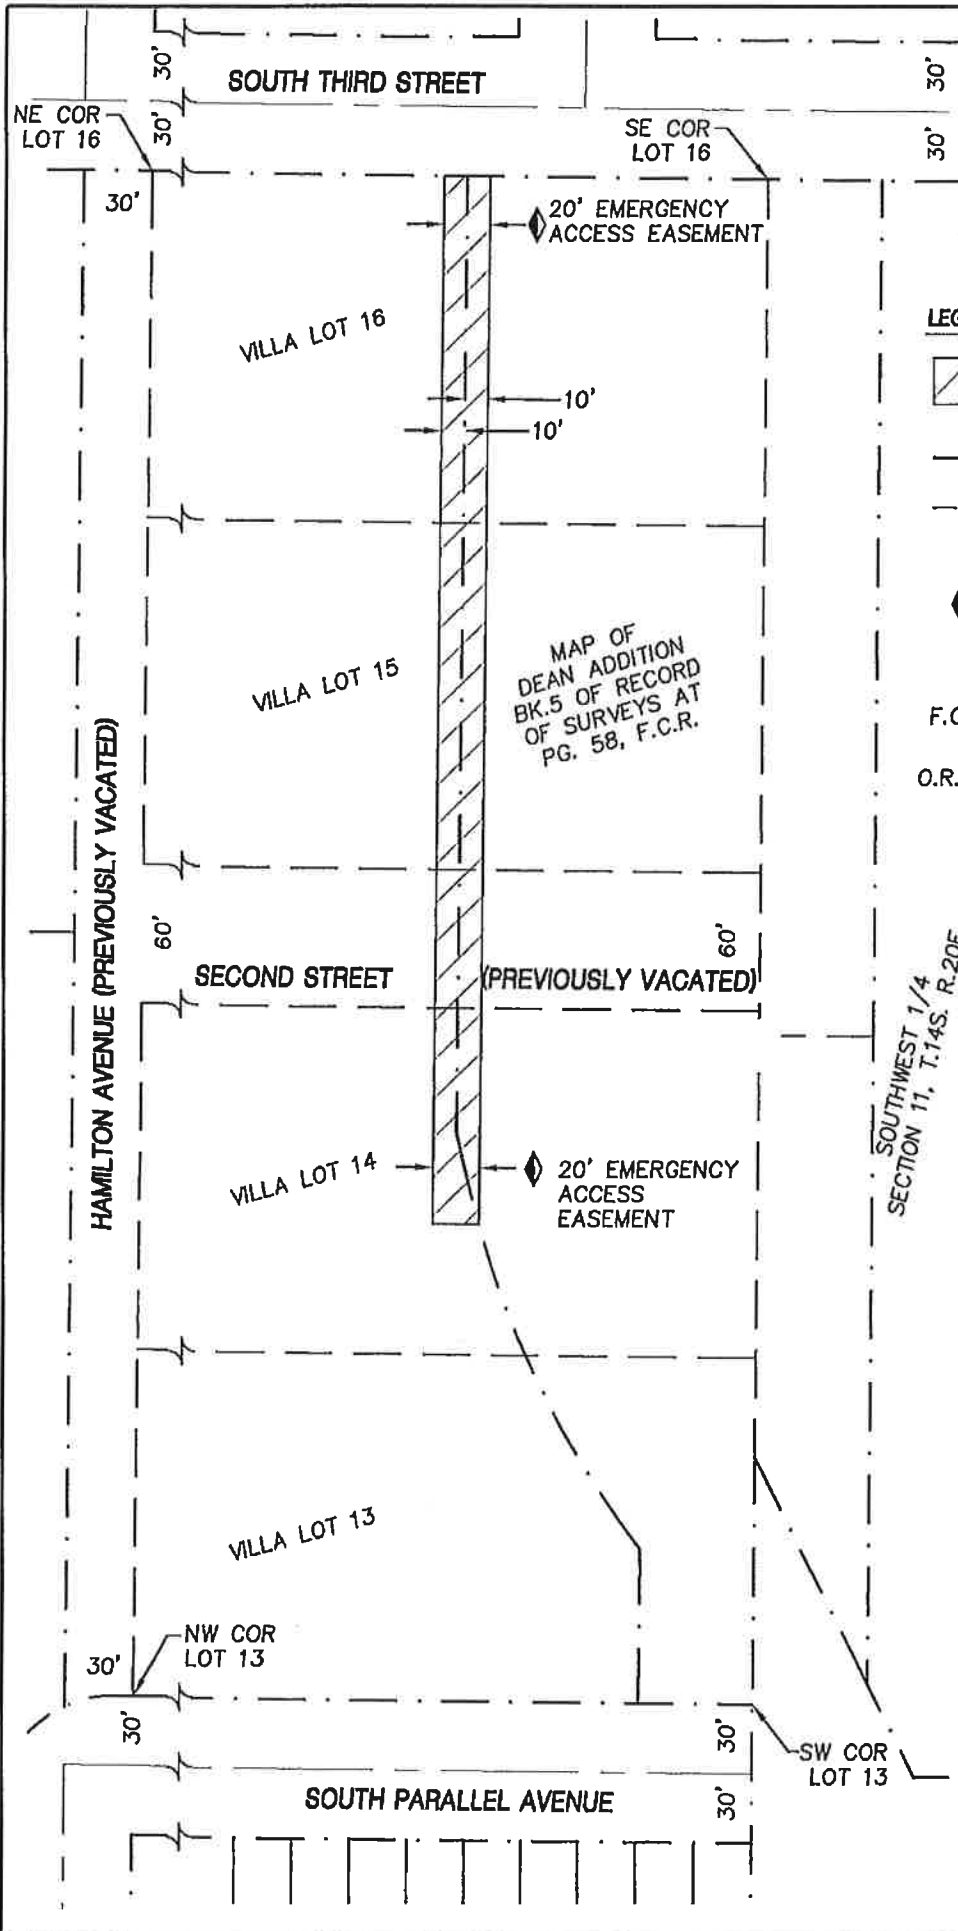 30'
SOUTH THIRD STREET
30'
NE COR
LOT 16
30'
SE COR
LOT 16
30'
30'
20' EMERGENCY
ACCESS EASEMENT
VILLA LOT 16
10'
10'
MAP OF
DEAN ADDITION
BK.5 OF RECORD
OF SURVEYS AT
PG. 58, F.C.R.
VILLA LOT 15
HAMILTON AVENUE (PREVIOUSLY VACATED)
60'
60'
SECOND STREET (PREVIOUSLY VACATED)
SOUTHWEST 1/4
SECTION 11, T.14S. R.20E
VILLA LOT 14
20' EMERGENCY
ACCESS
EASEMENT
VILLA LOT 13
NW COR
LOT 13
30'
30'
30'
SW COR
LOT 13
SOUTH PARALLEL AVENUE
30'
LEG
F.C
O.R.